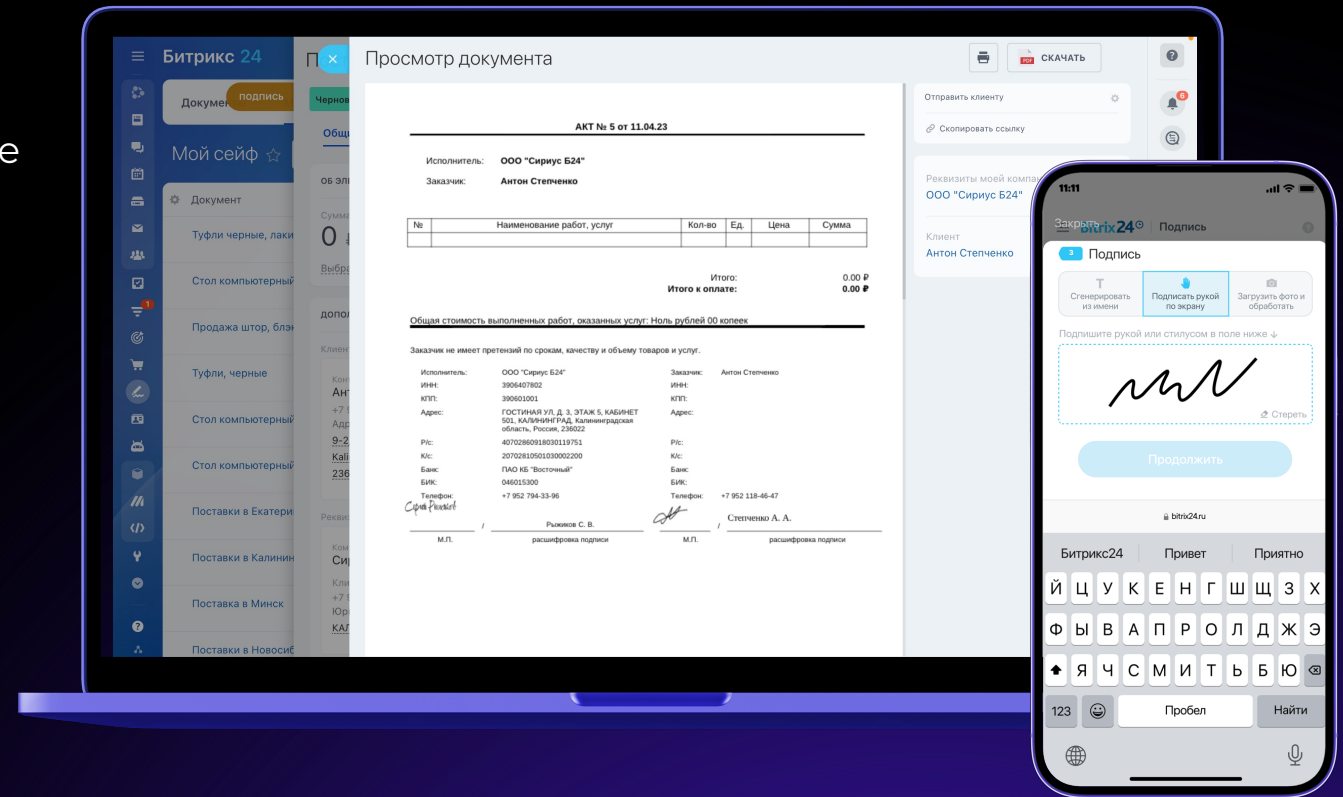 е
Битрикс 24
подпись
Мой сейф
Документ
Туфли черные, лаки
Стол компьютерный
Продажа штор, блэк
Туфли, черные
Стол компьютерный
Стол компьютерный
Поставки в Екатери
Поставки в Калинин
Поставка в Минск
Поставки в Новосиб
1
П
Чернов
Общи
0
9-2
236
Просмотр документа
СКАЧАТЬ
PDF
АКТ № 5 от 11.04.23
Исполнитель: ООО "Сириус Б24"
Заказчик: Антон Степченко
№ Наименование работ, услуг Кол-во Ед. Цена Сумма
Итого: 0.00 ₽
Итого к оплате: 0.00 ₽
Общая стоимость выполненных работ, оказанных услуг: Ноль рублей 00 копеек
Заказчик не имеет претензий по срокам, качеству и объему товаров и услуг.
Исполнитель: ООО "Сириус Б24" Заказчик: Антон Степченко
ИНН: 3906407802 ИНН:
КПП: 390601001 КПП:
Адрес: ГОСТИНАЯ УЛ, Д. 3, ЭТАЖ 5, КАБИНЕТ Адрес:
501, КАЛИНИНГРАД, Калининградская
область, Россия, 236022
Р/с: 40702860918030119751 Р/с:
К/с: 20702810501030002200 К/с:
Банк: ПАО КБ "Восточный" Банк:
БИК: 046015300 БИК:
Телефон: +7 952 794-33-96 Телефон: +7 952 118-46-47
/ Рыжиков С. В. / Степченко А. А.
М.П. расшифровка подписи М.П. расшифровка подписи
Отправить клиенту
Скопировать ссылку
Реквизиты моей компа
ООО "Сириус Б24"
Клиент
Антон Степченко
6
11:11
Закрыть
Bitrix24 Подпись
3 Подпись
T
Сгенерировать
из имени
Подписать рукой
по экрану
Загрузить фото и
обработать
Подпишите рукой или стилусом в поле ниже ↓
Стереть
Продолжить
bitrix24.ru
Битрикс24 Привет Приятно
Й Ц У К Е Н Г Ш Щ З Х
Ф Ы В А П Р О Л Д Ж Э
Я Ч С М И Т Ь Б Ю
123 Пробел Найти